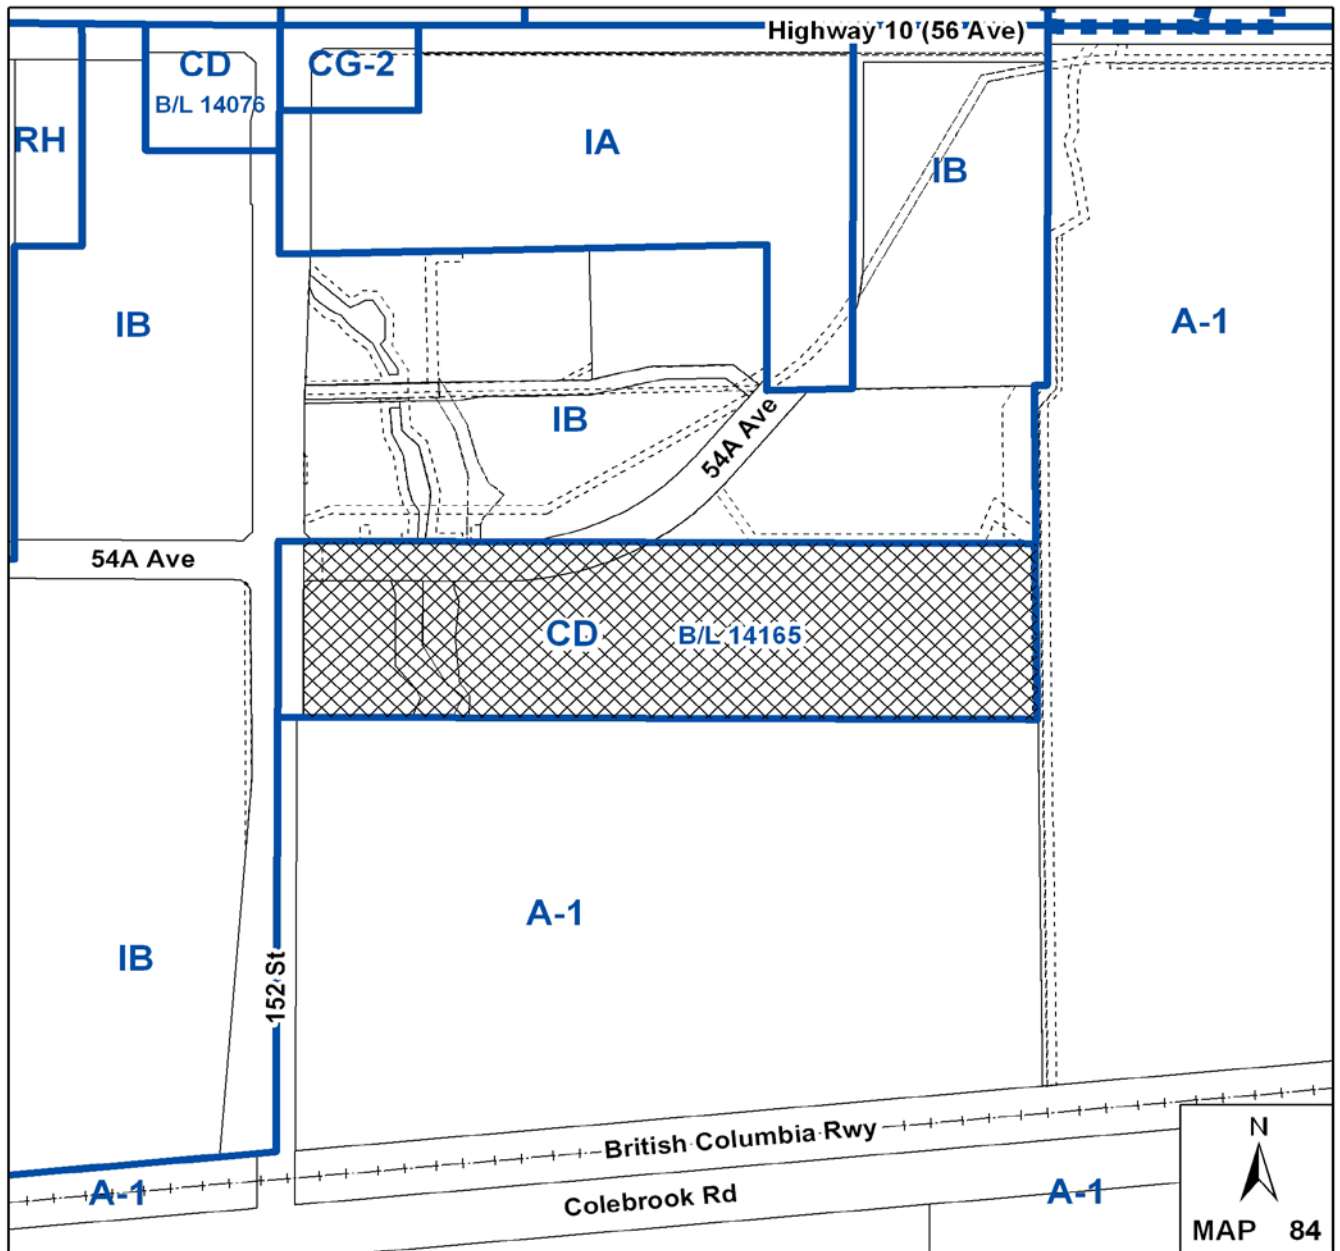 Highway 10 (56 Ave)
CD
B/L 14076
CG-2
RH
IA
IB
IB
A-1
IB
54A Ave
54A Ave
CD B/L 14165
A-1
IB
152 St
British Columbia Rwy
A-1
Colebrook Rd
A-1
N
MAP 84